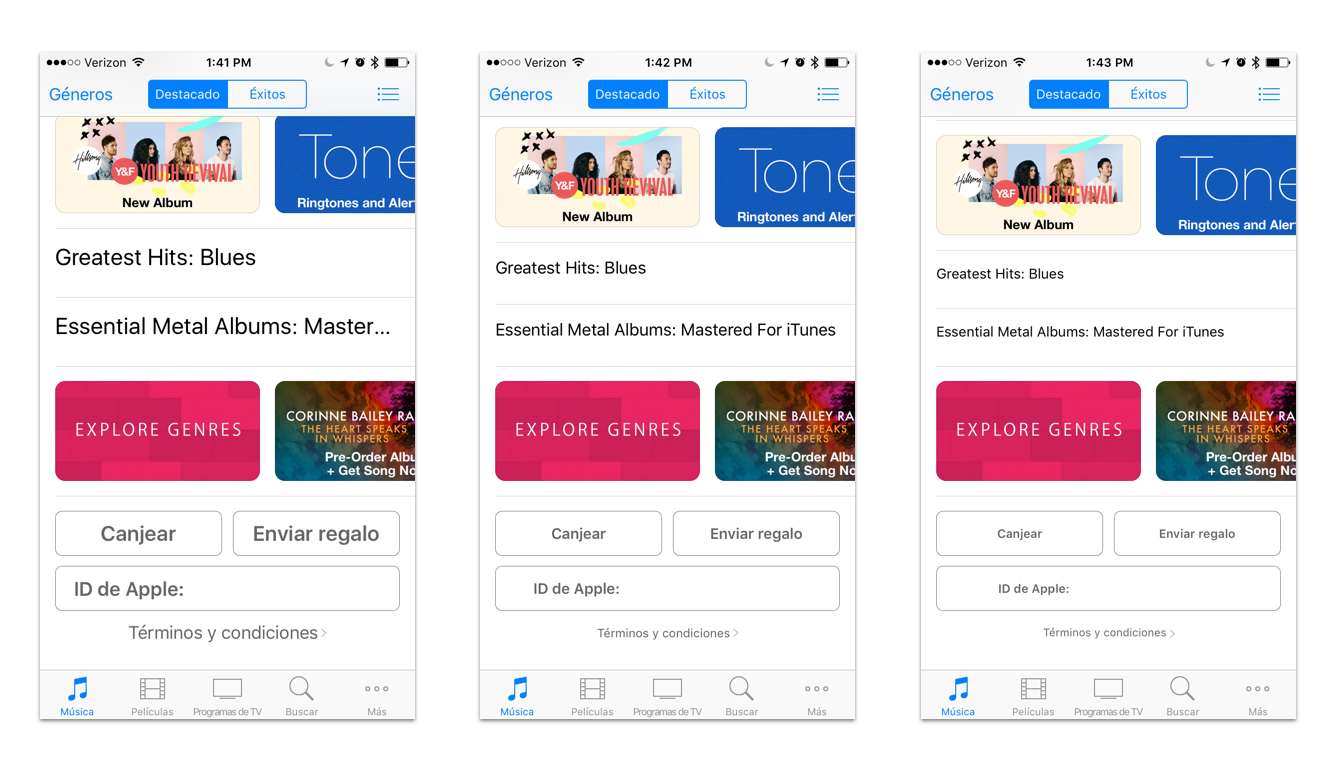 Verizon 1:41 PM
Géneros Destacado Éxitos
Hillsong
Y&F YOUTH REVIVAL
New Album
Tone
Ringtones and Aler
Greatest Hits: Blues
Essential Metal Albums: Master...
EXPLORE GENRES
CORINNE BAILEY RA
THE HEART SPEAKS
IN WHISPERS
Pre-Order Albu
+ Get Song No
Canjear Enviar regalo
ID de Apple:
Términos y condiciones
Música Películas Programas de TV Buscar Más
Verizon 1:42 PM
Géneros Destacado Éxitos
Hillsong
Y&F YOUTH REVIVAL
New Album
Tone
Ringtones and Aler
Greatest Hits: Blues
Essential Metal Albums: Mastered For iTunes
EXPLORE GENRES
CORINNE BAILEY RA
THE HEART SPEAKS
IN WHISPERS
Pre-Order Albu
+ Get Song No
Canjear Enviar regalo
ID de Apple:
Términos y condiciones
Música Películas Programas de TV Buscar Más
Verizon 1:43 PM
Géneros Destacado Éxitos
Hillsong
Y&F YOUTH REVIVAL
New Album
Tone
Ringtones and Aler
Greatest Hits: Blues
Essential Metal Albums: Mastered For iTunes
EXPLORE GENRES
CORINNE BAILEY RA
THE HEART SPEAKS
IN WHISPERS
Pre-Order Albu
+ Get Song No
Canjear Enviar regalo
ID de Apple:
Términos y condiciones
Música Películas Programas de TV Buscar Más